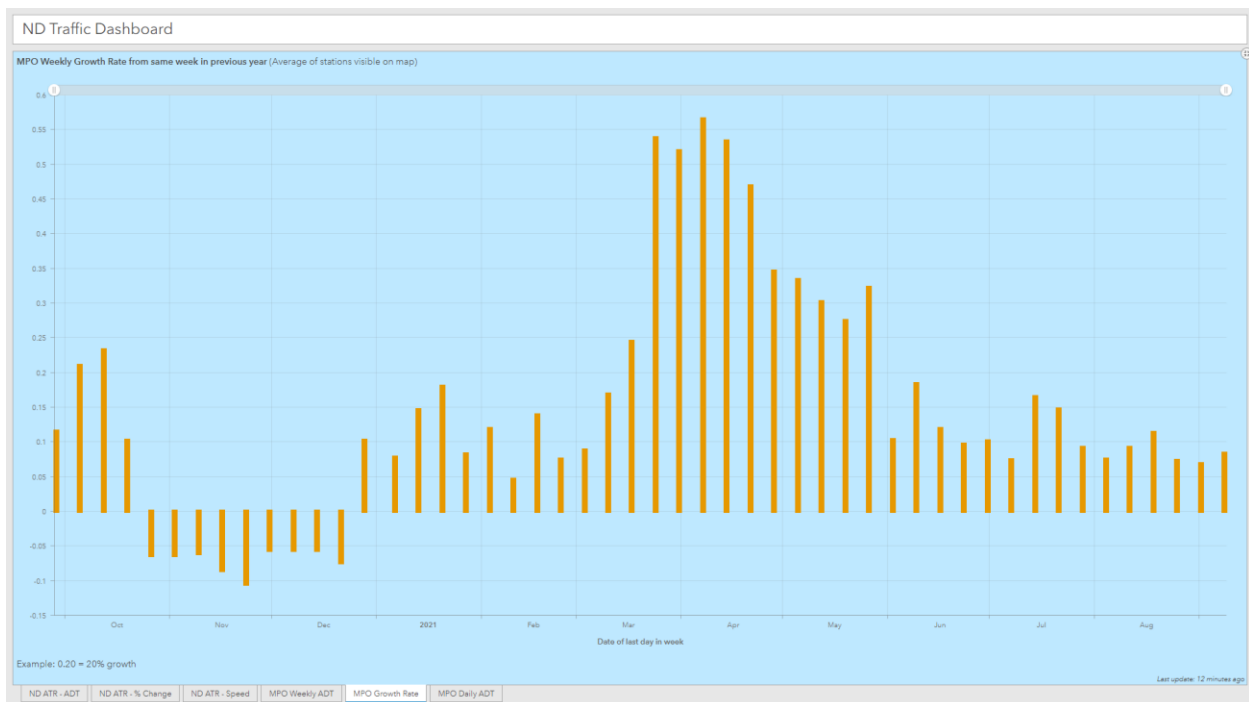 ND Traffic Dashboard
MPO Weekly Growth Rate from same week in previous year (Average of stations visible on map)
0.6
0.55
0.5
0.45
0.4
0.35
0.3
0.25
0.2
0.15
0.1
0.05
0
-0.05
-0.1
-0.15
Oct Nov Dec 2021 Feb Mar Apr May Jun Jul Aug
Date of last day in week
Example: 0.20 = 20% growth
Last update: 12 minutes ago
ND ATR - ADT ND ATR - % Change ND ATR - Speed MPO Weekly ADT MPO Growth Rate MPO Daily ADT